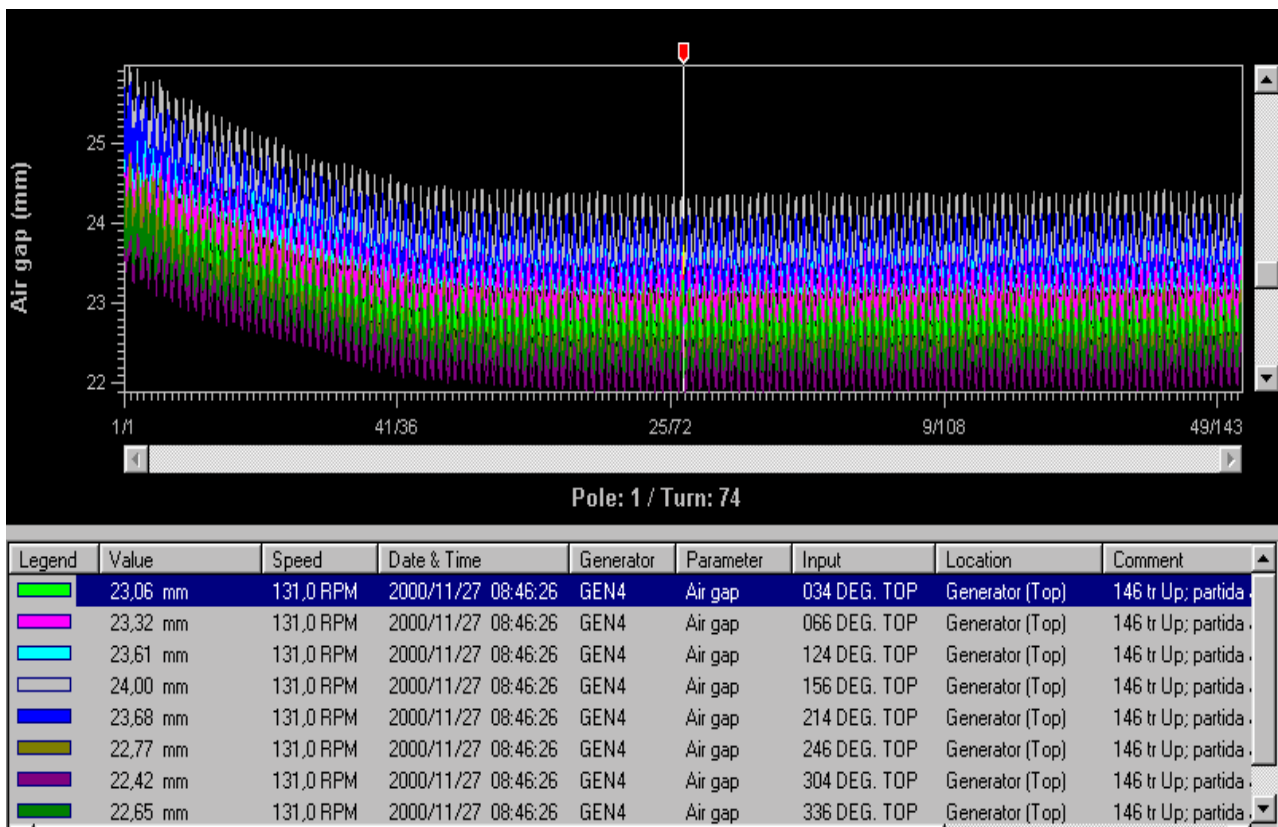 Air gap (mm)
25
24
23
22
1/1 41/36 25/72 9/108 49/143
Pole: 1 / Turn: 74
Legend Value Speed Date & Time Generator Parameter Input Location Comment
23,06 mm 131,0 RPM 2000/11/27 08:46:26 GEN4 Air gap 034 DEG. TOP Generator (Top) 146 tr Up; partida
23,32 mm 131,0 RPM 2000/11/27 08:46:26 GEN4 Air gap 066 DEG. TOP Generator (Top) 146 tr Up; partida
23,61 mm 131,0 RPM 2000/11/27 08:46:26 GEN4 Air gap 124 DEG. TOP Generator (Top) 146 tr Up; partida
24,00 mm 131,0 RPM 2000/11/27 08:46:26 GEN4 Air gap 156 DEG. TOP Generator (Top) 146 tr Up; partida
23,68 mm 131,0 RPM 2000/11/27 08:46:26 GEN4 Air gap 214 DEG. TOP Generator (Top) 146 tr Up; partida
22,77 mm 131,0 RPM 2000/11/27 08:46:26 GEN4 Air gap 246 DEG. TOP Generator (Top) 146 tr Up; partida
22,42 mm 131,0 RPM 2000/11/27 08:46:26 GEN4 Air gap 304 DEG. TOP Generator (Top) 146 tr Up; partida
22,65 mm 131,0 RPM 2000/11/27 08:46:26 GEN4 Air gap 336 DEG. TOP Generator (Top) 146 tr Up; partida